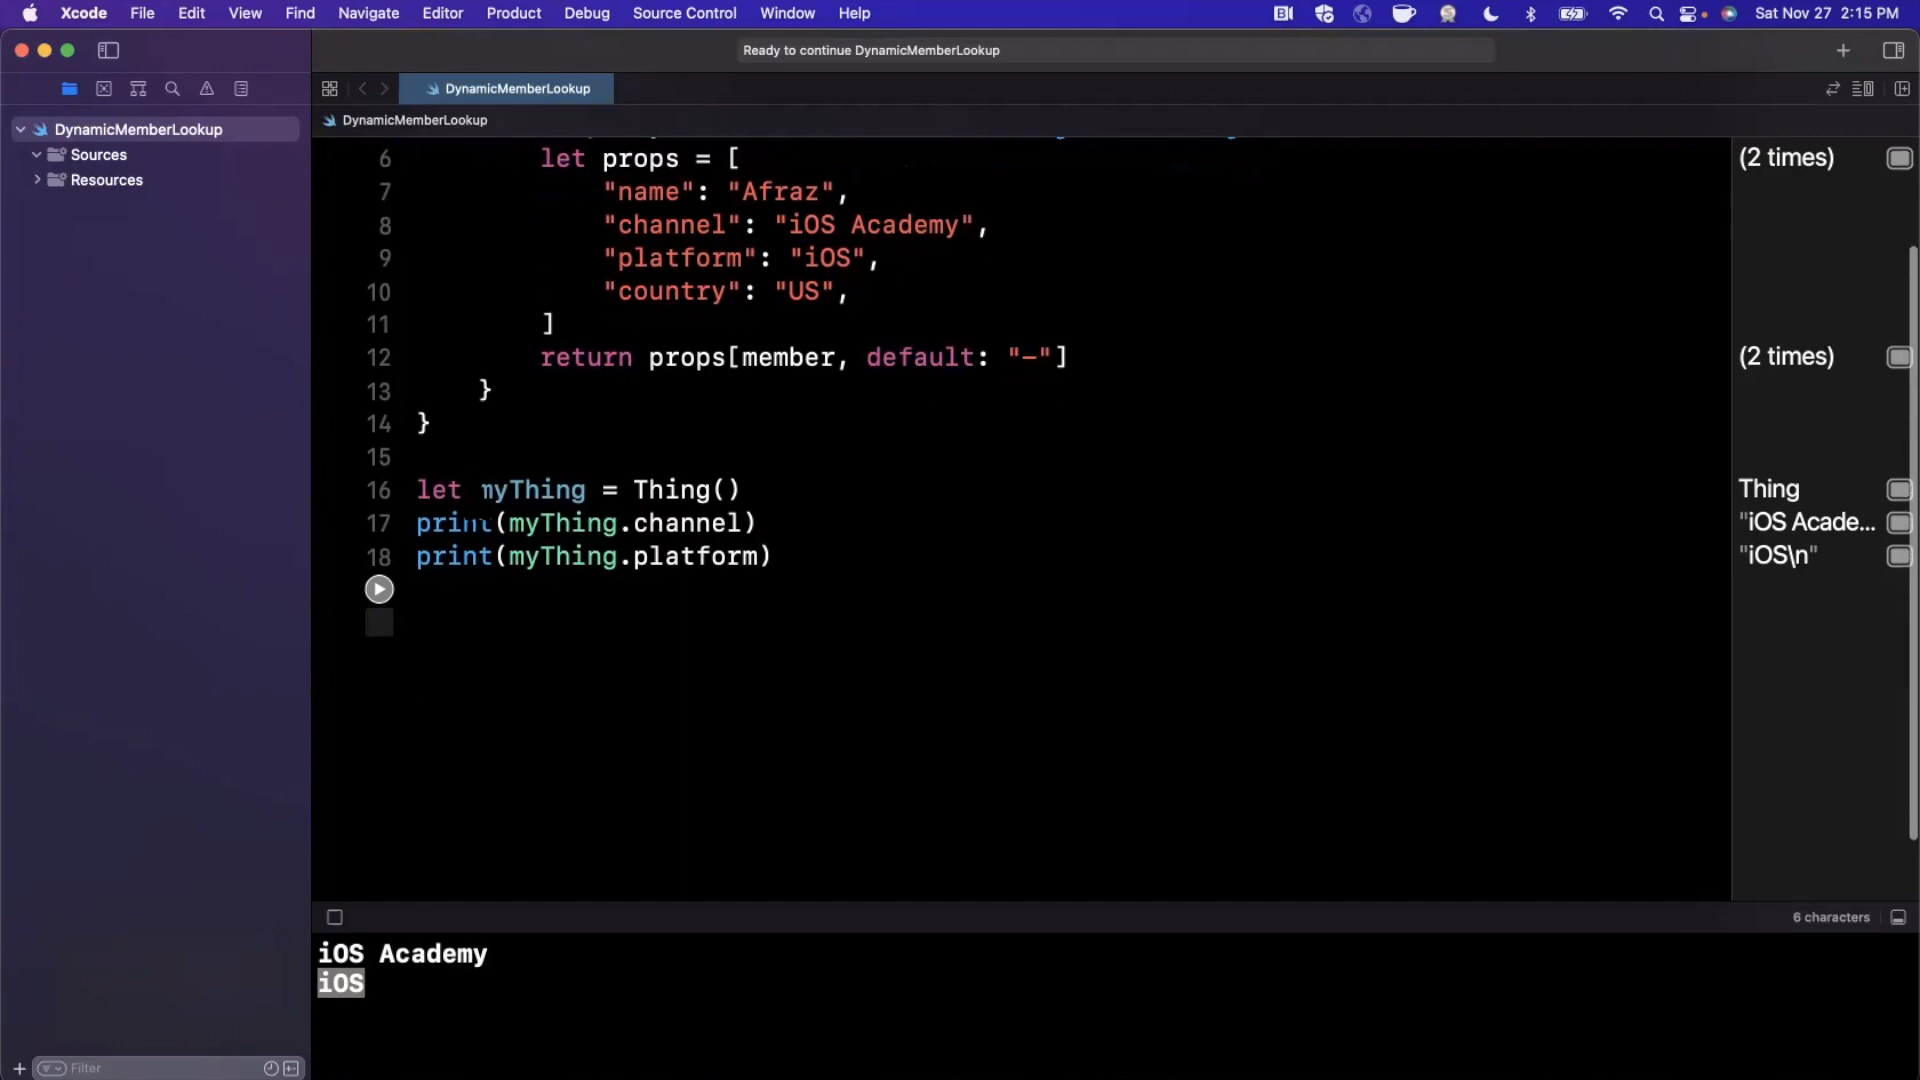 Xcode File Edit View Find Navigate Editor Product Debug Source Control Window Help Sat Nov 27 2:15 PM
Ready to continue DynamicMemberLookup
DynamicMemberLookup
DynamicMemberLookup
DynamicMemberLookup
Sources
Resources
6 let props = [ (2 times)
7 "name": "Afraz",
8 "channel": "iOS Academy",
9 "platform": "iOS",
10 "country": "US",
11 ]
12 return props[member, default: "-"] (2 times)
13 }
14 }
15
16 let myThing = Thing() Thing
17 print(myThing.channel) "iOS Acade...
18 print(myThing.platform) "iOS\n"
6 characters
iOS Academy
iOS
Filter